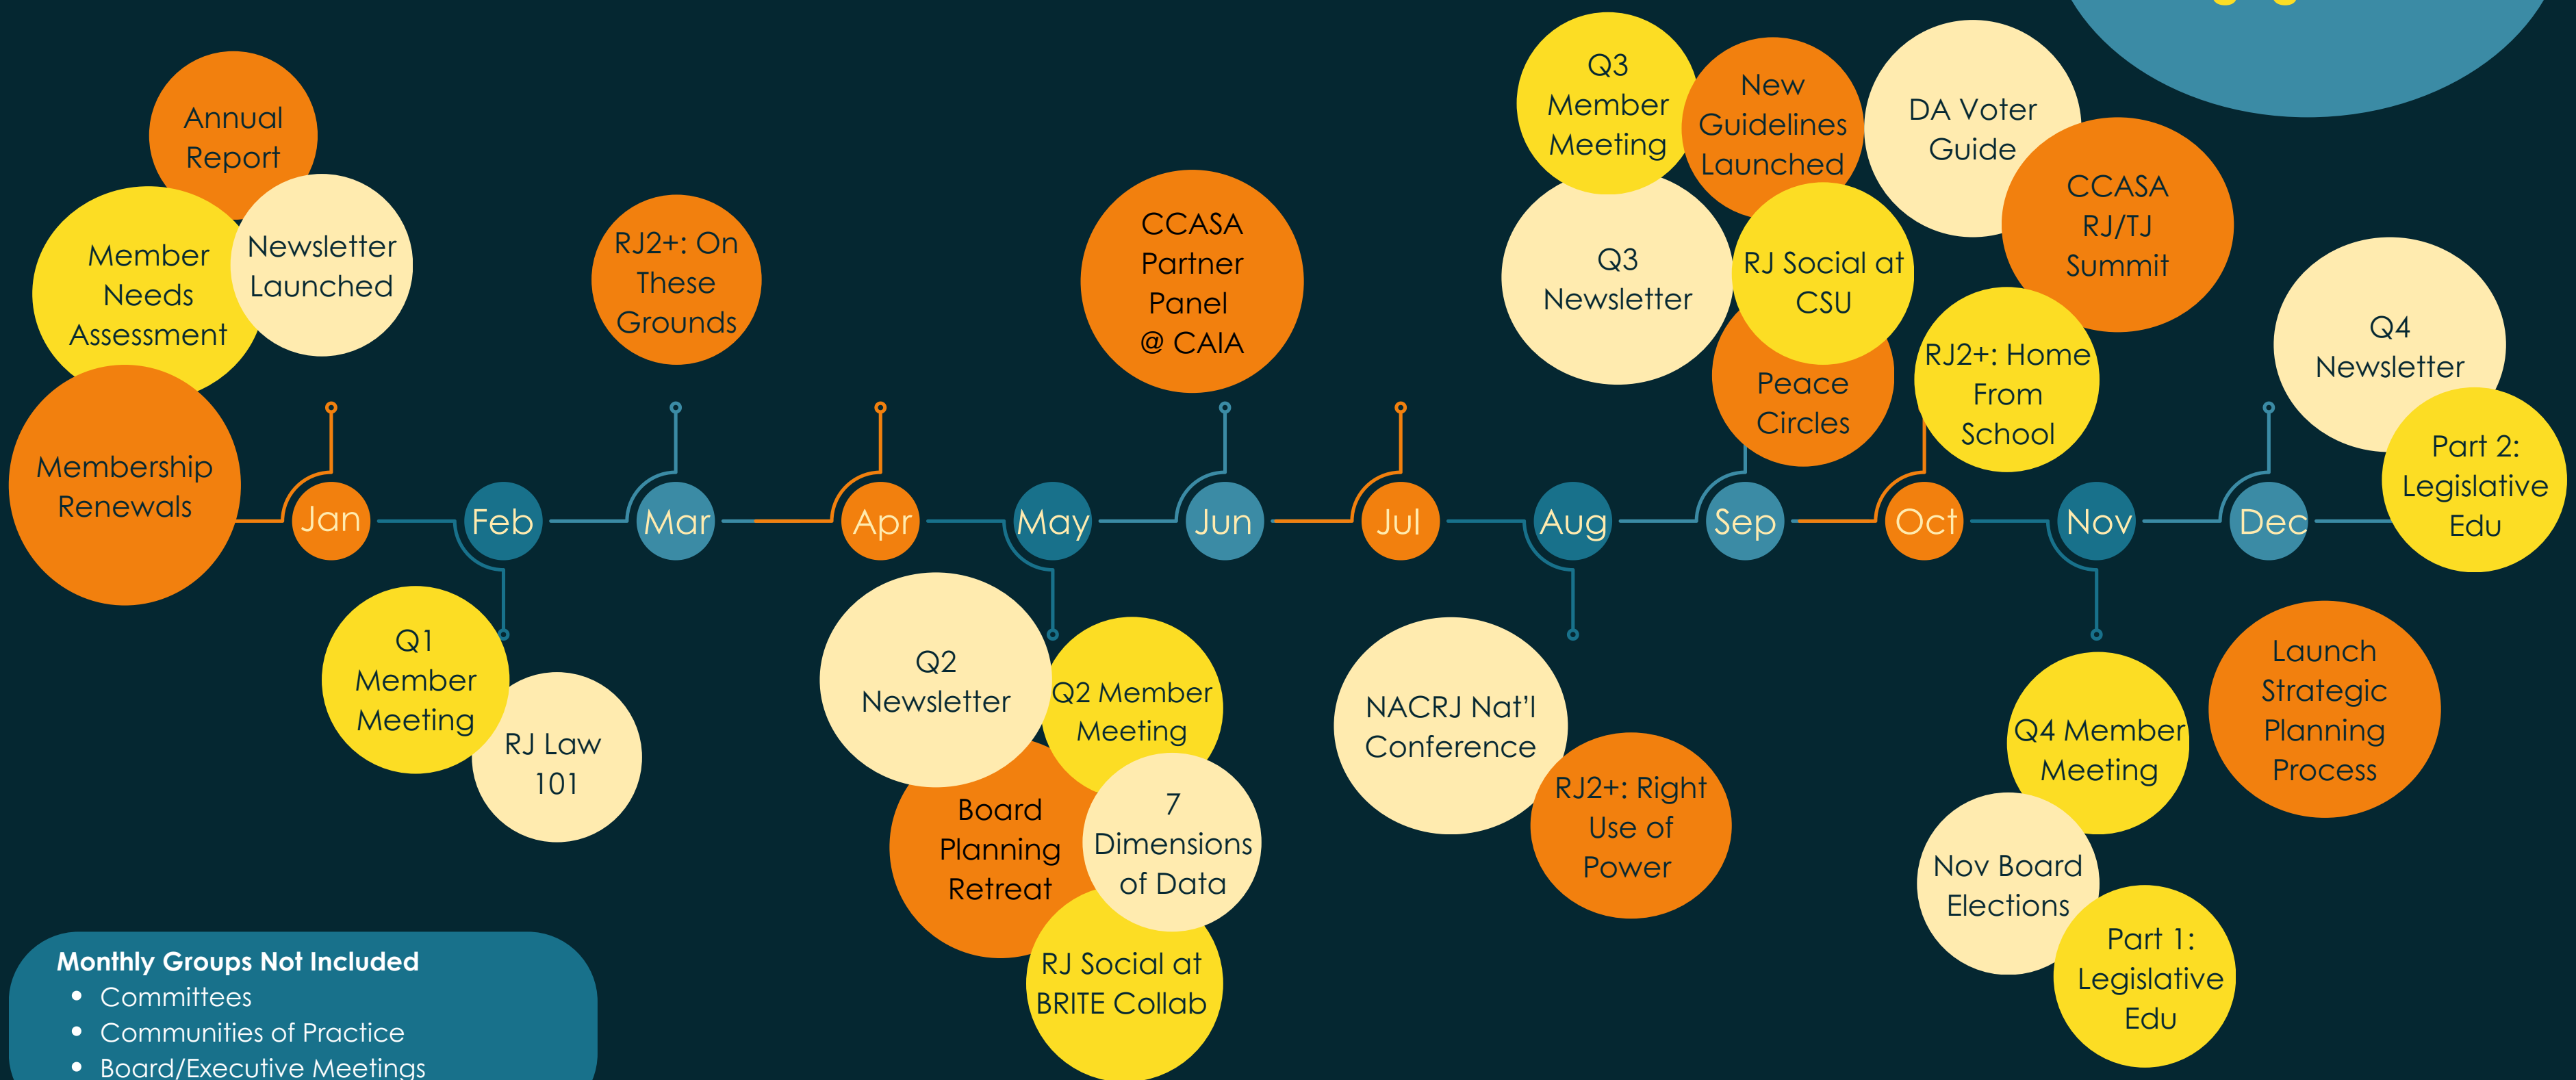 Annual
Report
Member
Needs
Assessment
Newsletter
Launched
Membership
Renewals
RJ2+: On
These
Grounds
CCASA
Partner
Panel
@ CAIA
Q3
Member
Meeting
New
Guidelines
Launched
DA Voter
Guide
CCASA
RJ/TJ
Summit
Q3
Newsletter
RJ Social at
CSU
Peace
Circles
RJ2+: Home
From
School
Q4
Newsletter
Part 2:
Legislative
Edu
Jan
Feb
Mar
Apr
May
Jun
Jul
Aug
Sep
Oct
Nov
Dec
Q1
Member
Meeting
RJ Law
101
Q2
Newsletter
Q2 Member
Meeting
Board
Planning
Retreat
7
Dimensions
of Data
RJ Social at
BRITE Collab
NACRJ Nat'l
Conference
RJ2+: Right
Use of
Power
Q4 Member
Meeting
Launch
Strategic
Planning
Process
Nov Board
Elections
Part 1:
Legislative
Edu
Monthly Groups Not Included
• Committees
• Communities of Practice
• Board/Executive Meetings